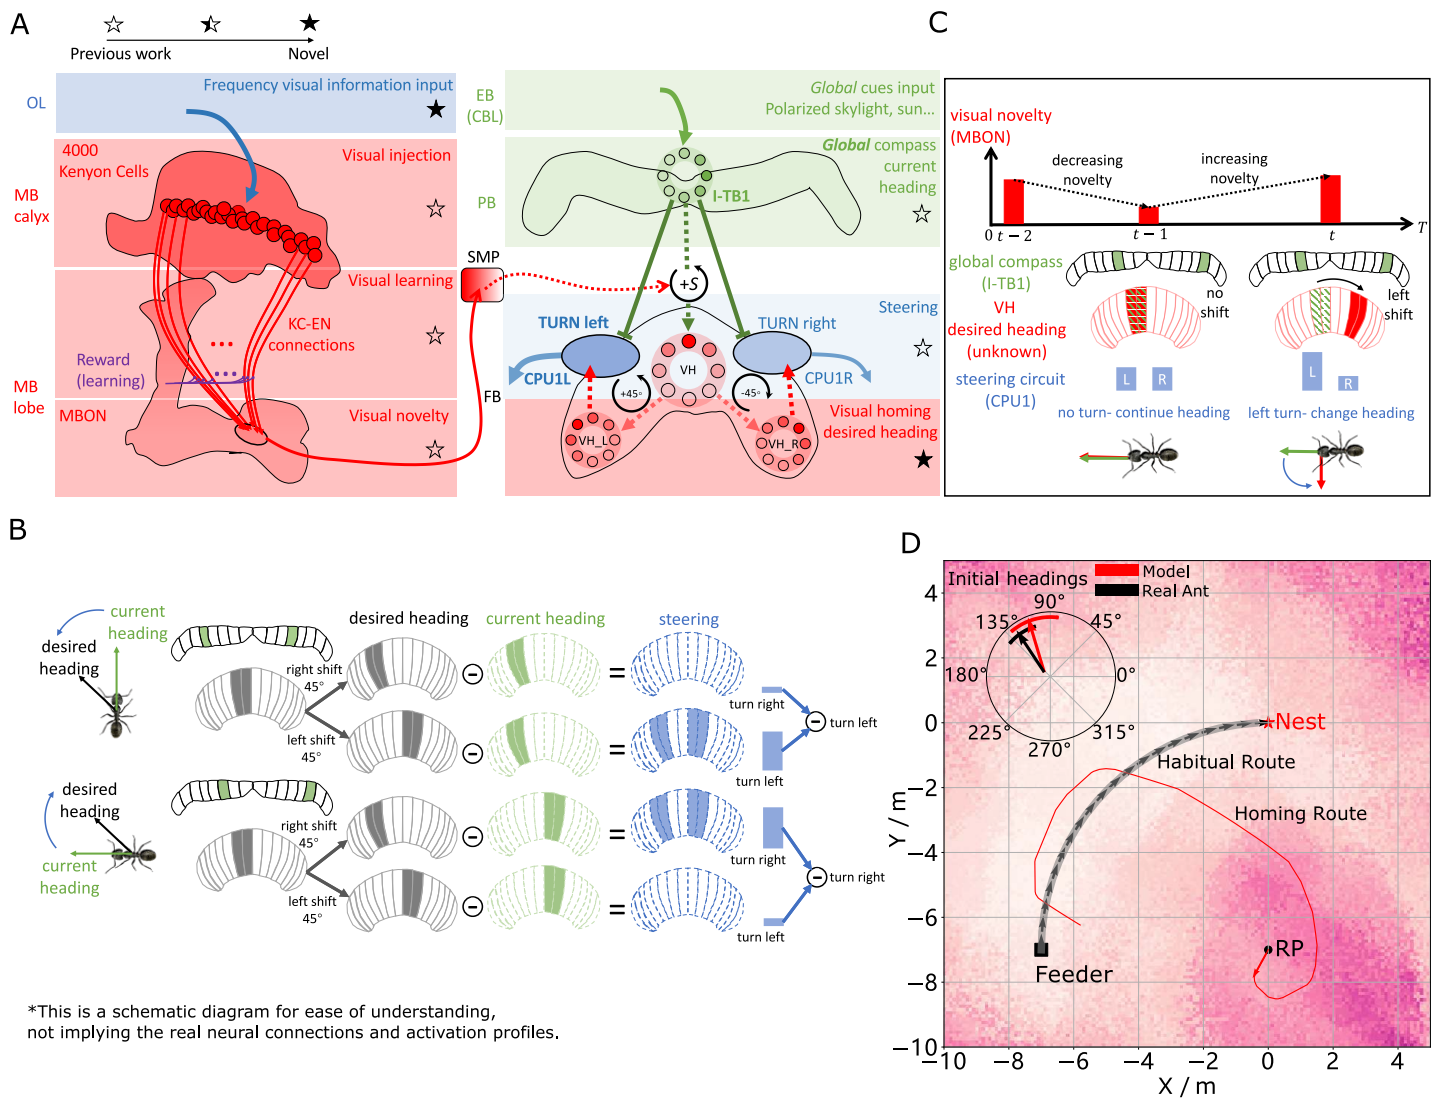 A
Previous work
Novel
OL
Frequency visual information input
4000
Kenyon Cells
Visual injection
MB
calyx
Visual learning
KC-EN
connections
Reward
(learning)
MB
lobe
MBON
Visual novelty
SMP
EB
(CBL)
Global cues input
Polarized skylight, sun...
Global compass
current
heading
PB
I-TB1
+S
Steering
TURN left
TURN right
VH
CPU1L
CPU1R
FB
+45°
-45°
Visual homing
desired heading
VH_L
VH_R
C
visual novelty
(MBON)
decreasing
novelty
increasing
novelty
0
t − 2
t − 1
t
T
global compass
(I-TB1)
no
shift
left
shift
VH
desired heading
(unknown)
L
R
L
R
steering circuit
(CPU1)
no turn- continue heading
left turn- change heading
B
current
heading
desired
heading
desired heading
current heading
steering
right shift
45°
left shift
45°
turn right
turn left
turn left
desired
heading
current
heading
right shift
45°
left shift
45°
turn right
turn right
turn left
*This is a schematic diagram for ease of understanding,
not implying the real neural connections and activation profiles.
D
Initial headings
Model
Real Ant
90°
135°
45°
180°
0°
225°
315°
270°
Nest
Habitual Route
Homing Route
RP
Feeder
4
2
0
−2
−4
−6
−8
−10
Y / m
−10
−8
−6
−4
−2
0
2
4
X / m